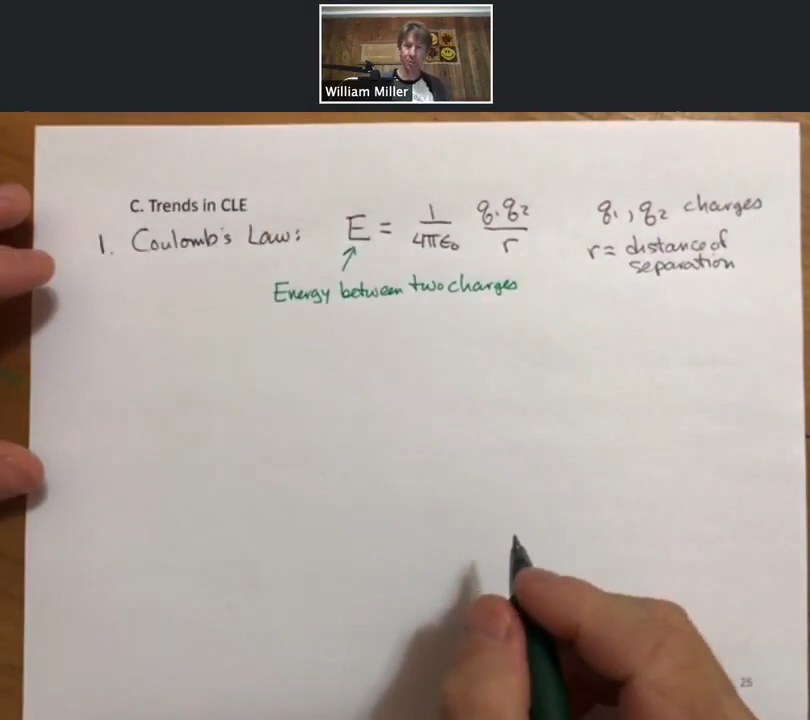 William Miller
C. Trends in CLE
1. Coulomb's Law: E = 1/4πε₀ q₁q₂/r
q₁, q₂ charges
r = distance of
separation
Energy between two charges
25